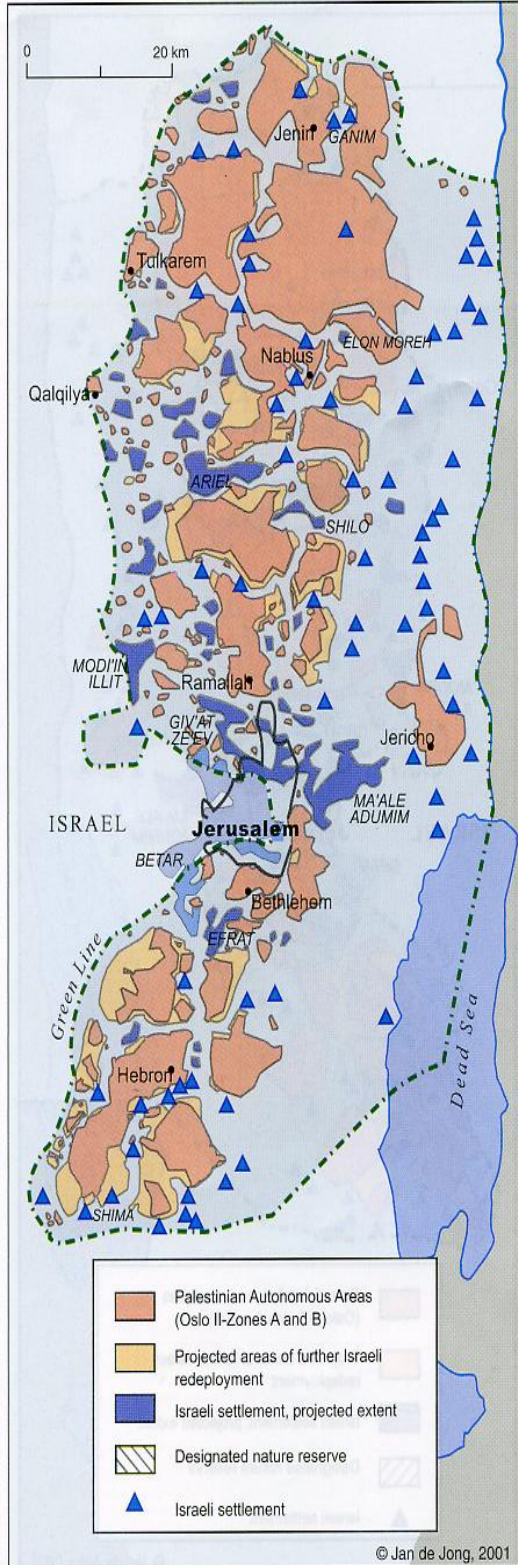 0
20 km
Jenin
GANIM
Tulkarem
Nablus
ELON MOREH
Qalqilya
ARIEL
SHILO
MODI'IN
ILLIT
Ramallah
GIV'AT
ZE'EV
Jericho
MA'ALE
ADUMIM
ISRAEL
Jerusalem
BETAR
Bethlehem
EFRAT
Green Line
Hebron
Dead Sea
SHIMA
Palestinian Autonomous Areas
(Oslo II-Zones A and B)
Projected areas of further Israeli
redeployment
Israeli settlement, projected extent
Designated nature reserve
Israeli settlement
© Jan de Jong, 2001